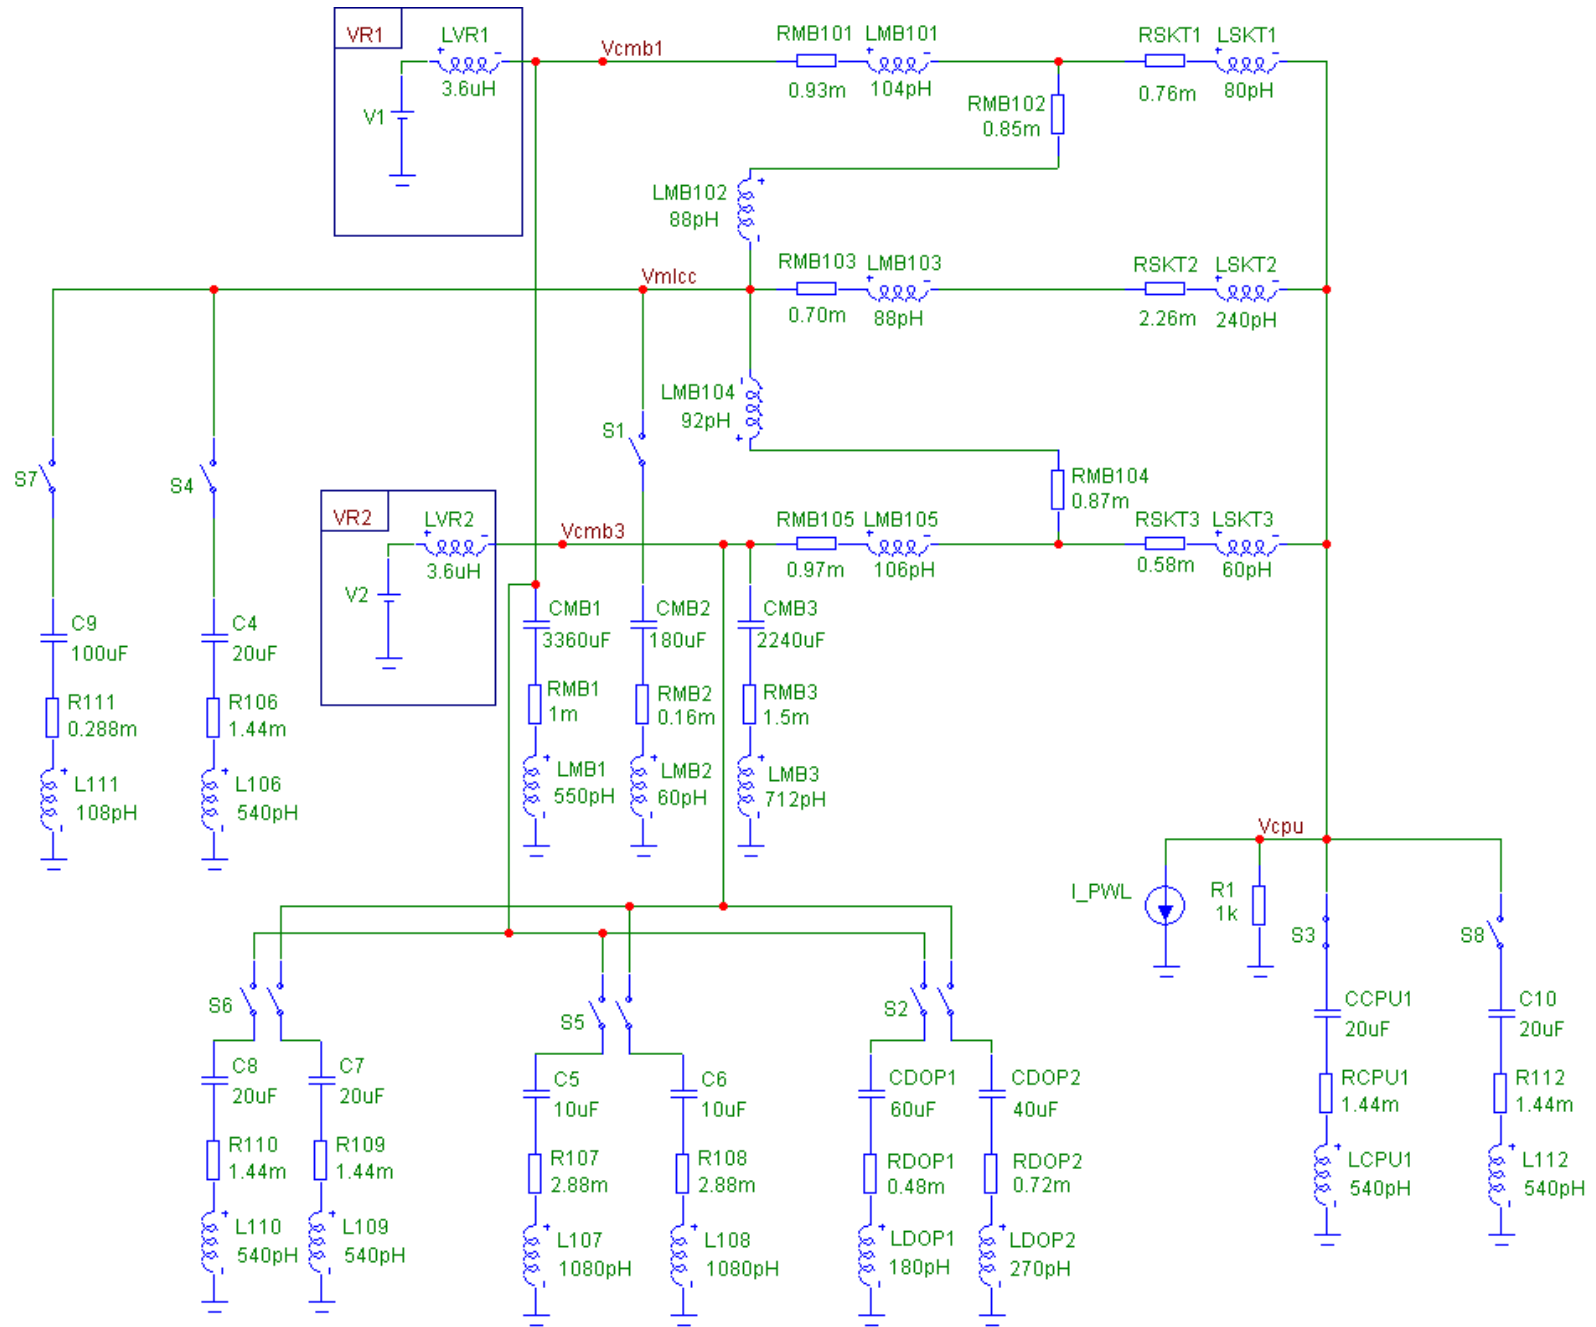 VR1
LVR1
3.6uH
V1
Vcmb1
RMB101
0.93m
LMB101
104pH
RSKT1
0.76m
LSKT1
80pH
RMB102
0.85m
LMB102
88pH
Vmlcc
RMB103
0.70m
LMB103
88pH
RSKT2
2.26m
LSKT2
240pH
LMB104
92pH
S1
S7
S4
RMB104
0.87m
VR2
LVR2
3.6uH
V2
Vcmb3
RMB105
0.97m
LMB105
106pH
RSKT3
0.58m
LSKT3
60pH
C9
100uF
C4
20uF
CMB1
3360uF
CMB2
180uF
CMB3
2240uF
R111
0.288m
R106
1.44m
RMB1
1m
RMB2
0.16m
RMB3
1.5m
L111
108pH
L106
540pH
LMB1
550pH
LMB2
60pH
LMB3
712pH
Vcpu
I_PWL
R1
1k
S3
S8
S6
S5
S2
CCPU1
20uF
C10
20uF
C8
20uF
C7
20uF
C5
10uF
C6
10uF
CDOP1
60uF
CDOP2
40uF
RCPU1
1.44m
R112
1.44m
R110
1.44m
R109
1.44m
R107
2.88m
R108
2.88m
RDOP1
0.48m
RDOP2
0.72m
LCPU1
540pH
L112
540pH
L110
540pH
L109
540pH
L107
1080pH
L108
1080pH
LDOP1
180pH
LDOP2
270pH